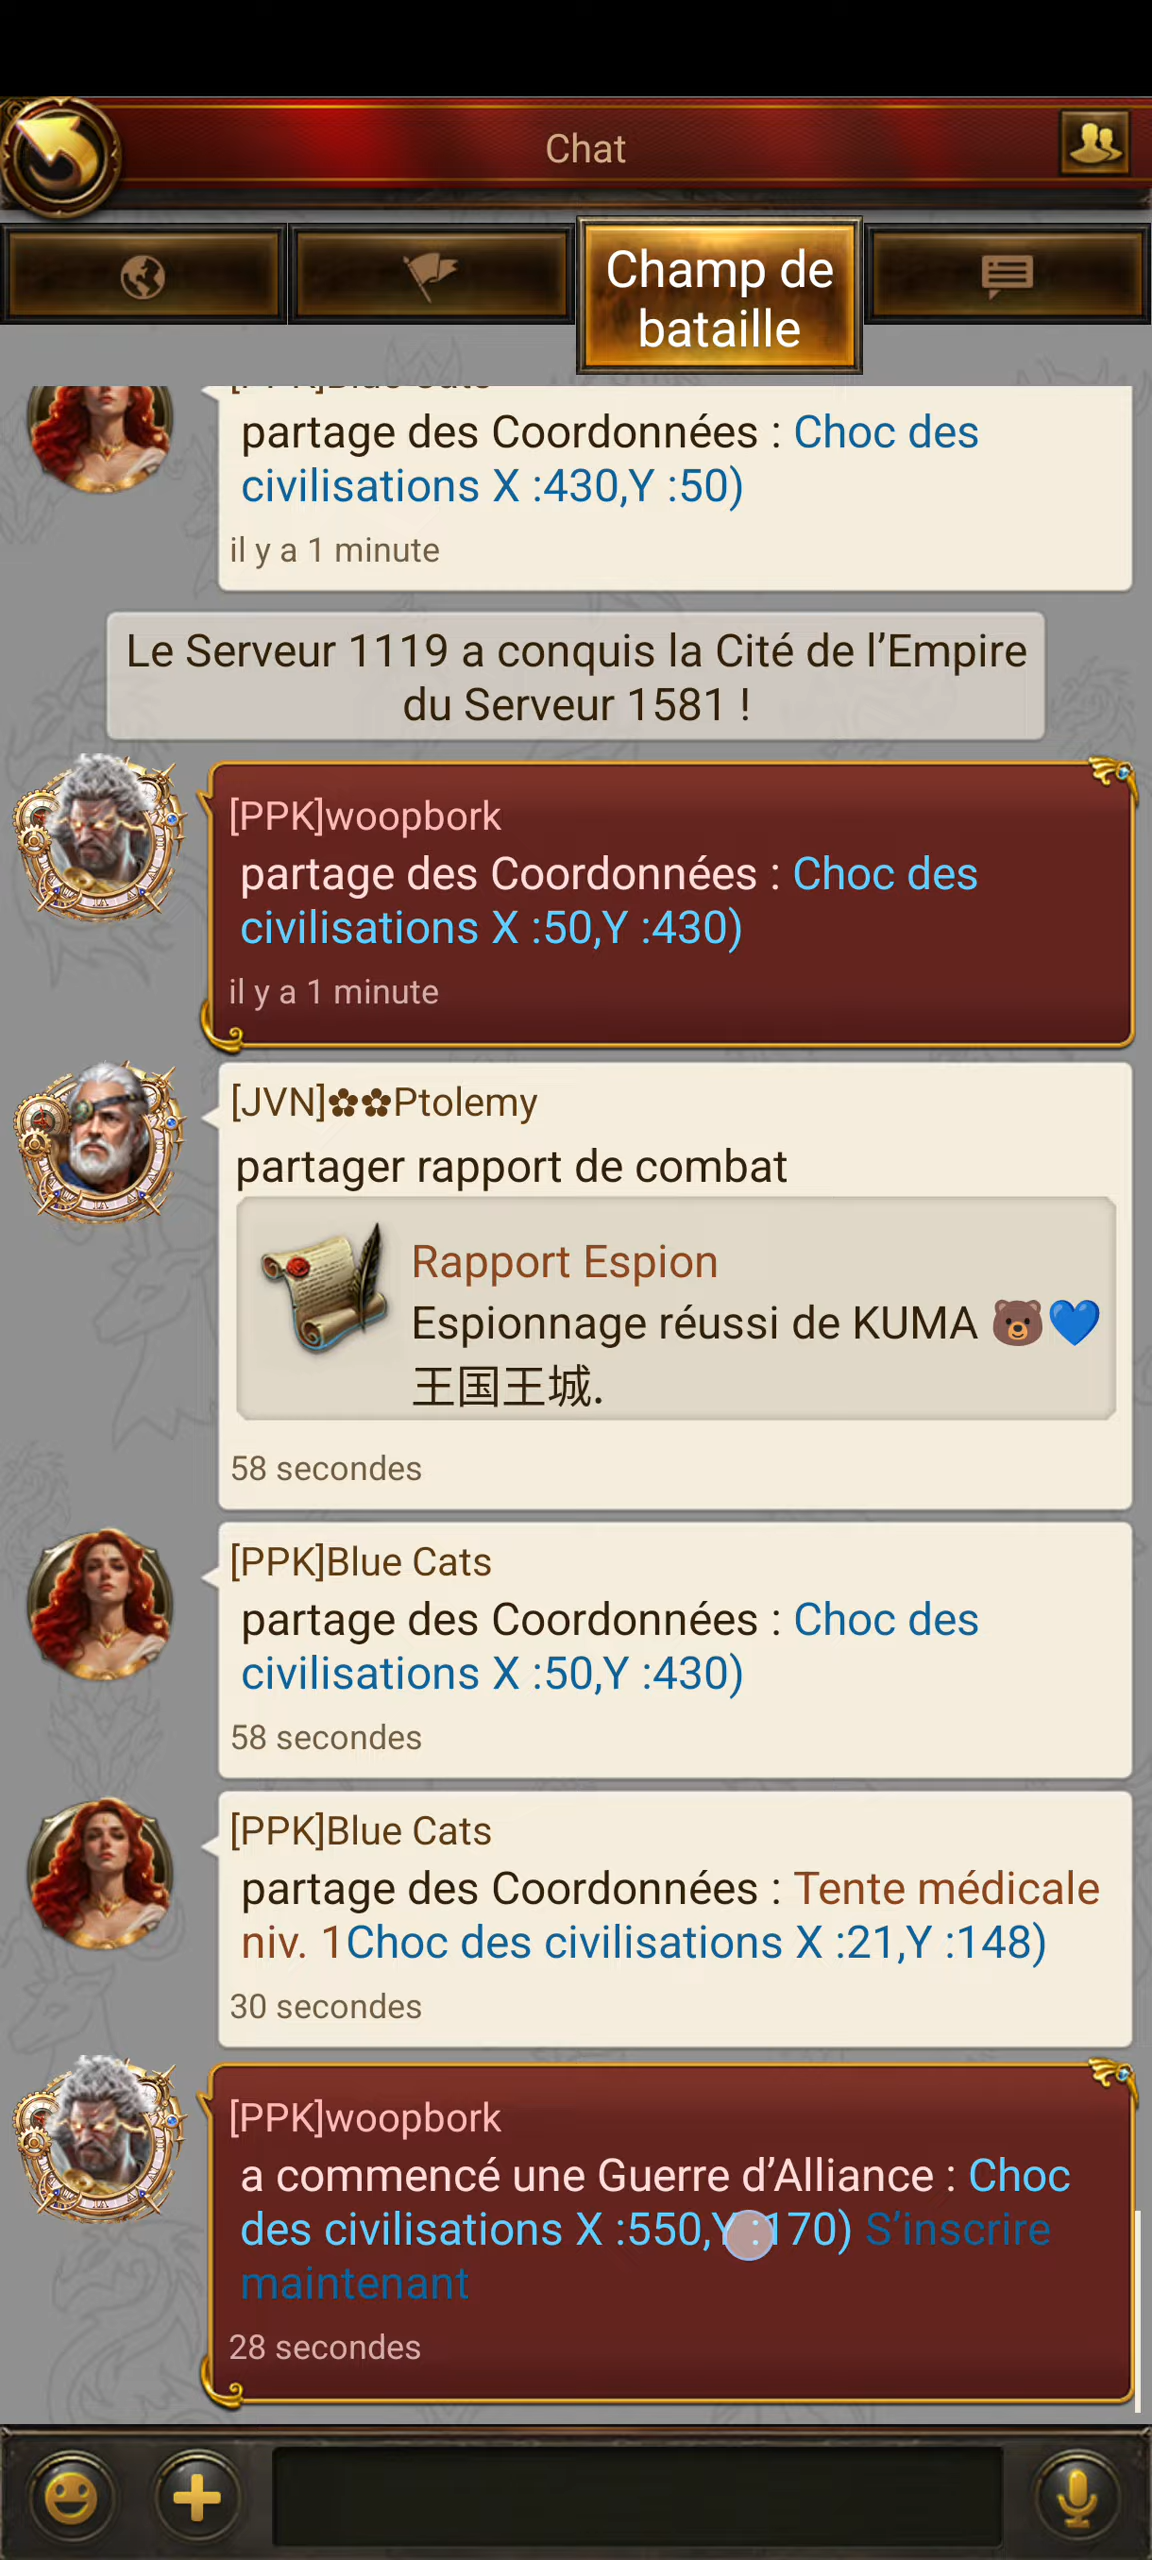 Chat
Champ de
bataille
[PPK]Blue Cats
partage des Coordonnées : Choc des
civilisations X :430,Y :50)
il y a 1 minute
Le Serveur 1119 a conquis la Cité de l’Empire
du Serveur 1581 !
[PPK]woopbork
partage des Coordonnées : Choc des
civilisations X :50,Y :430)
il y a 1 minute
[JVN]✿✿Ptolemy
partager rapport de combat
Rapport Espion
Espionnage réussi de KUMA 🐻💙
王国王城.
58 secondes
[PPK]Blue Cats
partage des Coordonnées : Choc des
civilisations X :50,Y :430)
58 secondes
[PPK]Blue Cats
partage des Coordonnées : Tente médicale
niv. 1Choc des civilisations X :21,Y :148)
30 secondes
[PPK]woopbork
a commencé une Guerre d’Alliance : Choc
des civilisations X :550,Y :170) S’inscrire
maintenant
28 secondes